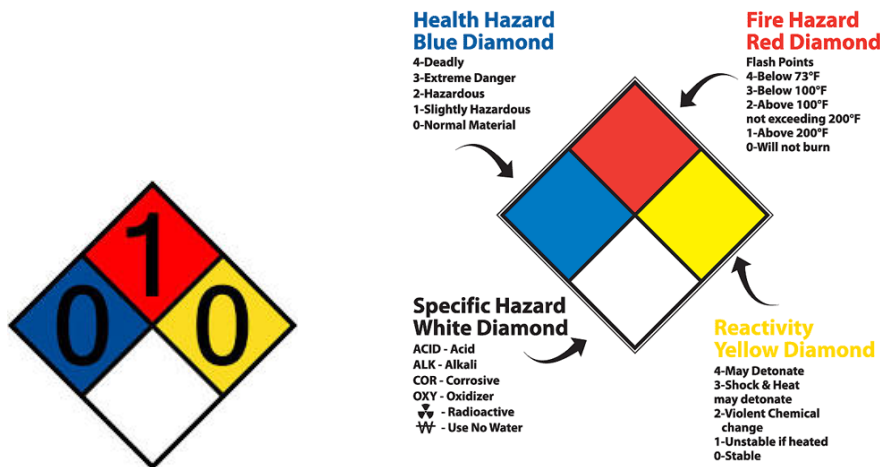 1
0
0
Health Hazard
Blue Diamond
4-Deadly
3-Extreme Danger
2-Hazardous
1-Slightly Hazardous
0-Normal Material
Fire Hazard
Red Diamond
Flash Points
4-Below 73°F
3-Below 100°F
2-Above 100°F
not exceeding 200°F
1-Above 200°F
0-Will not burn
Specific Hazard
White Diamond
ACID - Acid
ALK - Alkali
COR - Corrosive
OXY - Oxidizer
- Radioactive
W - Use No Water
Reactivity
Yellow Diamond
4-May Detonate
3-Shock & Heat
may detonate
2-Violent Chemical
change
1-Unstable if heated
0-Stable